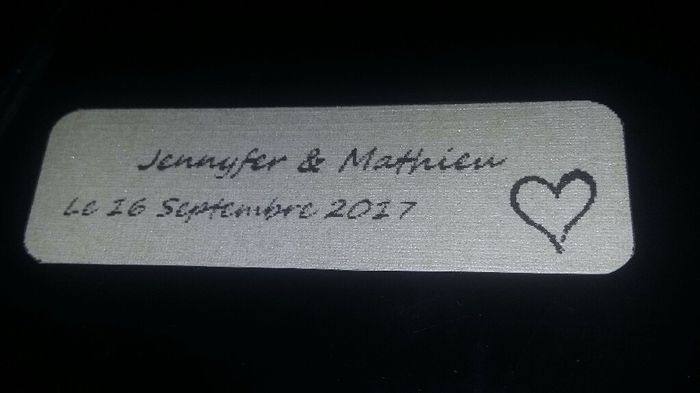 Jennyfer & Mathieu
Le 16 Septembre 2017